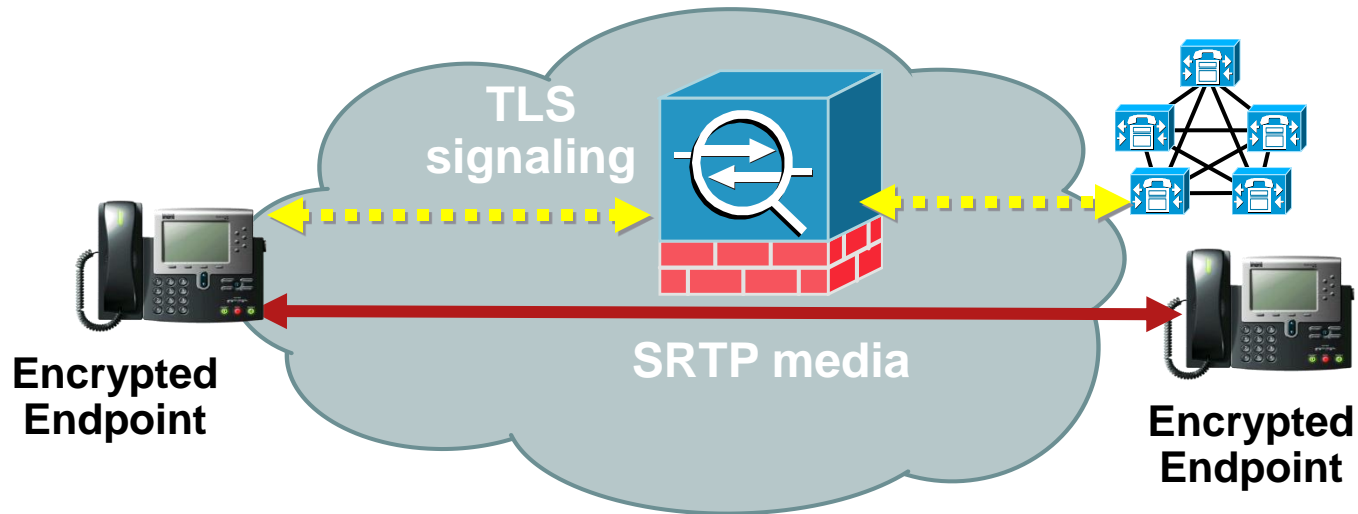 TLS
signaling
SRTP media
Encrypted
Endpoint
Encrypted
Endpoint